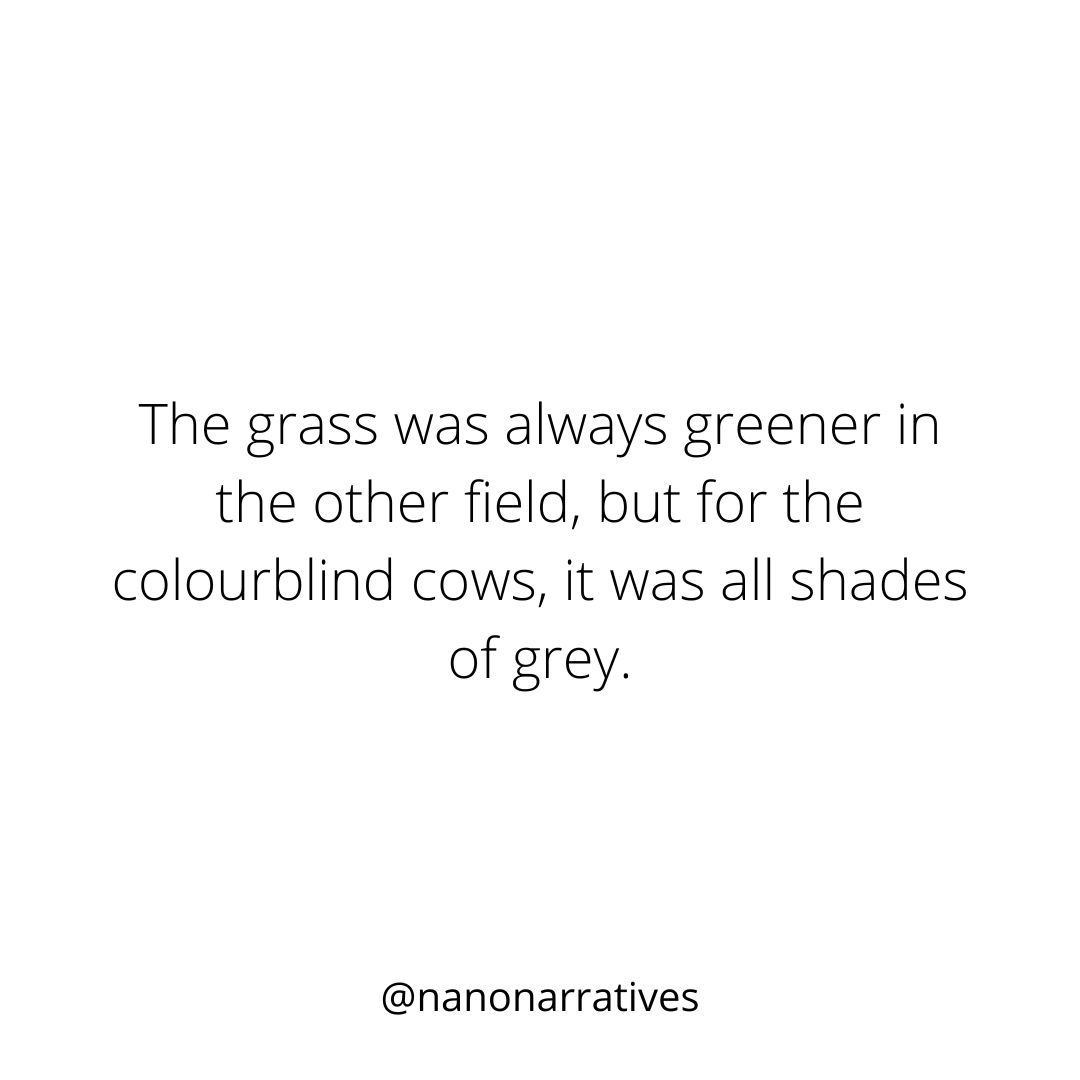 The grass was always greener in
the other field, but for the
colourblind cows, it was all shades
of grey.
@nanonarratives